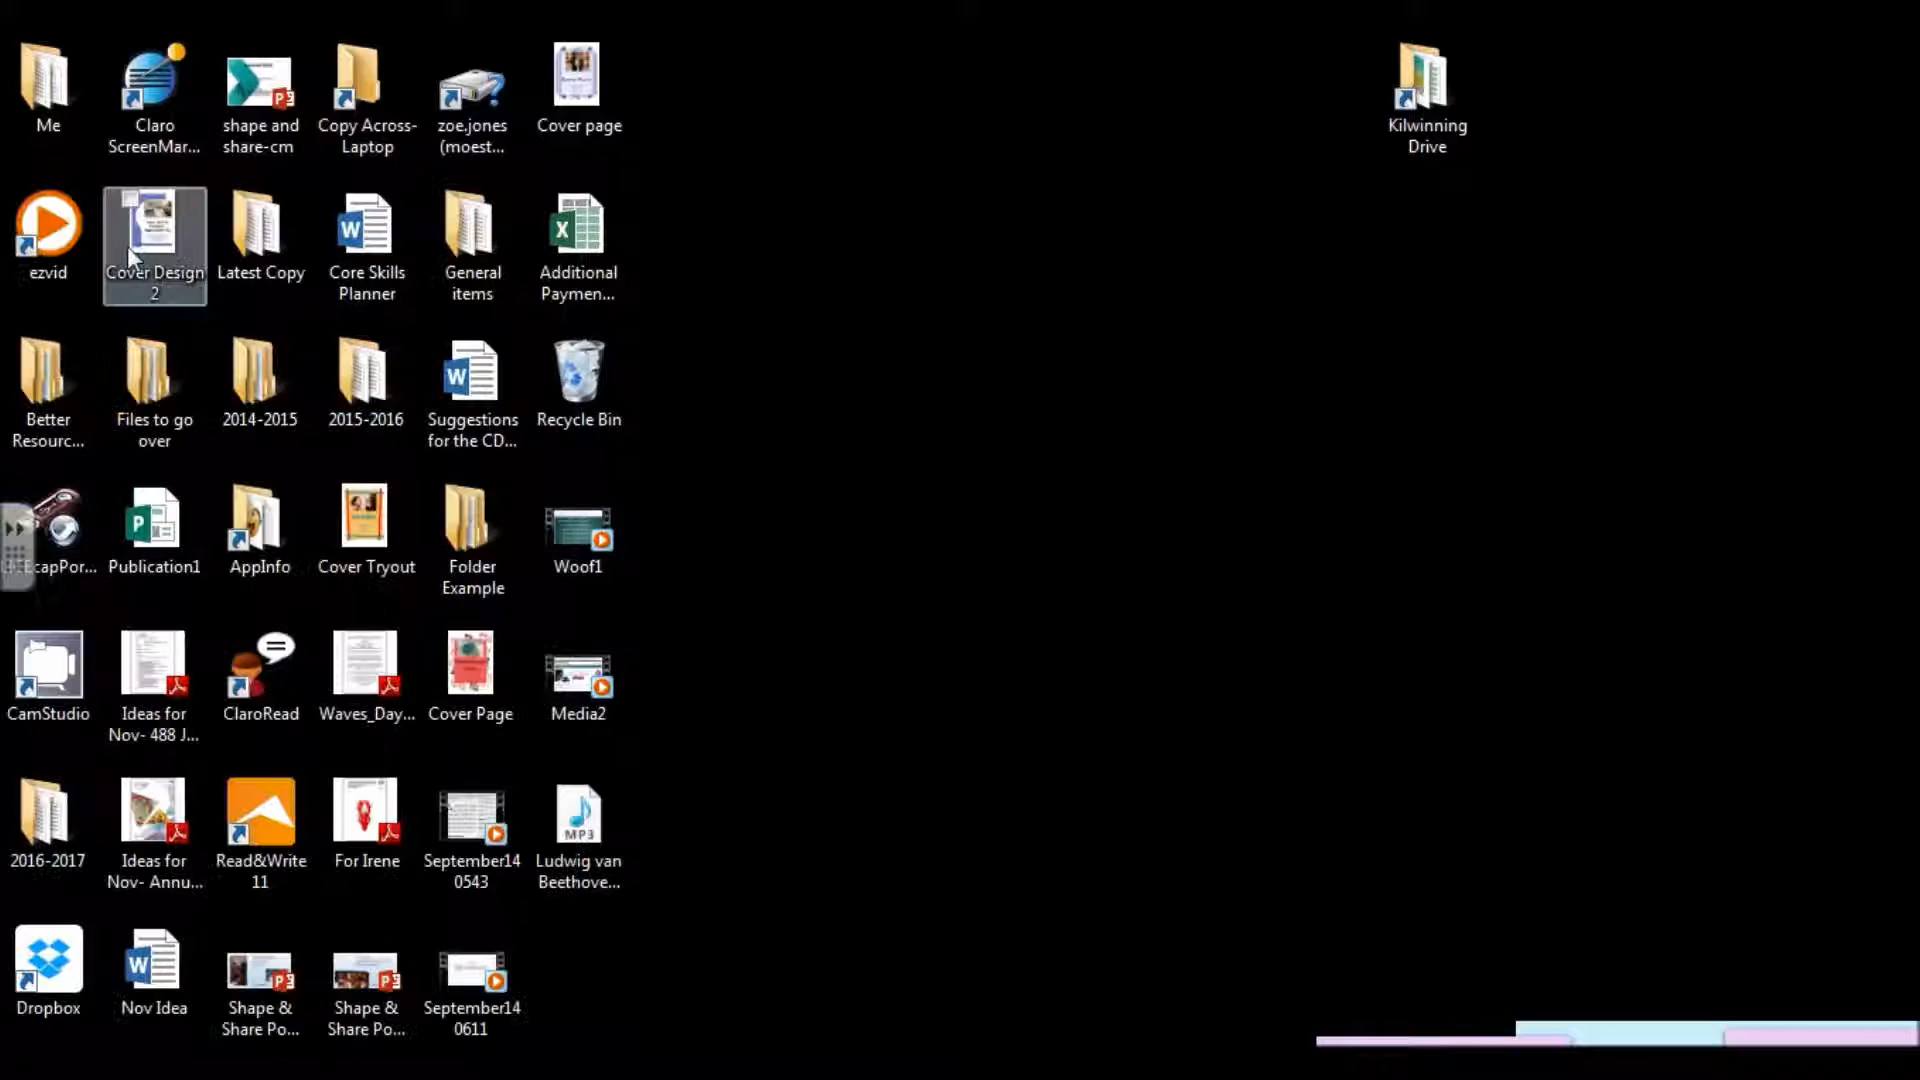 Me
Claro
ScreenMar...
shape and
share-cm
Copy Across-
Laptop
zoe.jones
(moest...
Cover page
Kilwinning
Drive
ezvid
Cover Design
2
Latest Copy
Core Skills
Planner
General
items
Additional
Paymen...
Better
Resourc...
Files to go
over
2014-2015
2015-2016
Suggestions
for the CD...
Recycle Bin
Publication1
AppInfo
Cover Tryout
Folder
Example
Woof1
CamStudio
Ideas for
Nov- 488 J...
ClaroRead
Waves_Day...
Cover Page
Media2
2016-2017
Ideas for
Nov- Annu...
Read&Write
11
For Irene
September14
0543
MP3
Ludwig van
Beethove...
Dropbox
Nov Idea
Shape &
Share Po...
Shape &
Share Po...
September14
0611